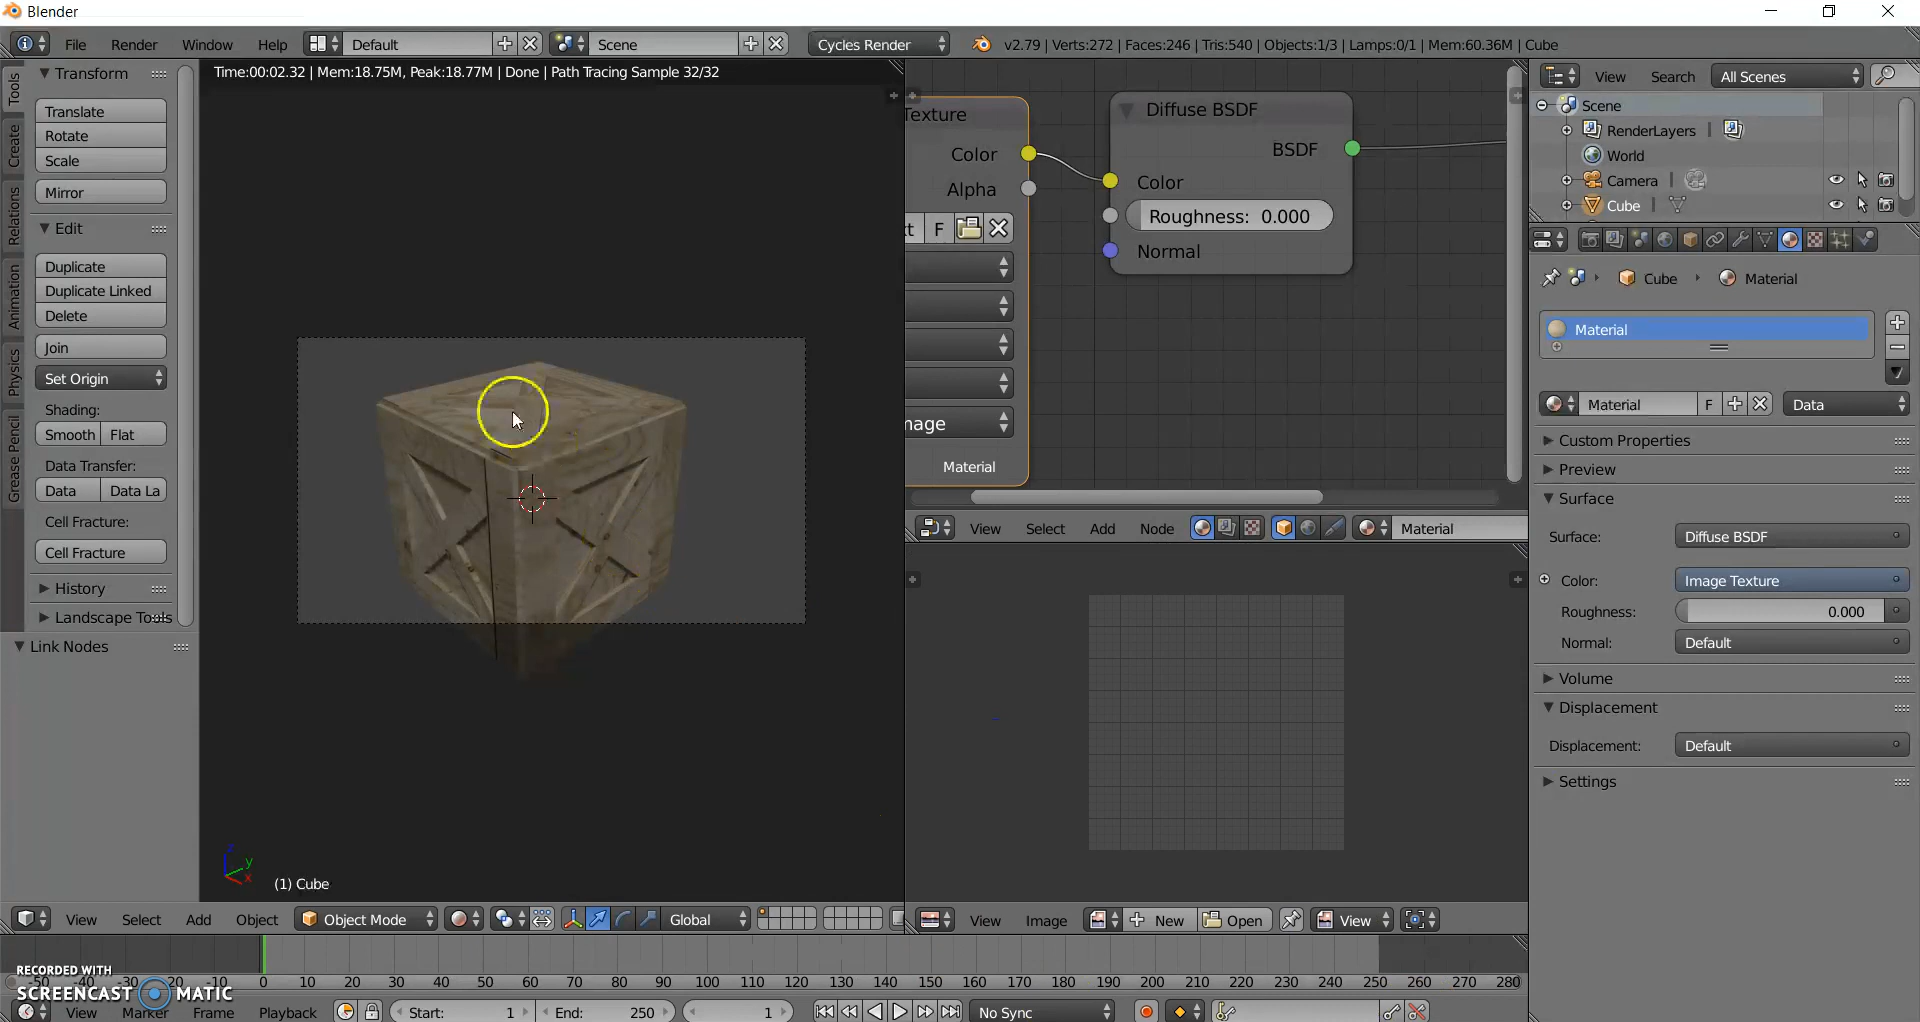 Blender
File Render Window Help Default Scene Cycles Render v2.79 | Verts:272 | Faces:246 | Tris:540 | Objects:1/3 | Lamps:0/1 | Mem:60.36M | Cube
Tools
Create
Relations
Animation
Physics
Grease Pencil
Transform
Translate
Rotate
Scale
Mirror
Edit
Duplicate
Duplicate Linked
Delete
Join
Set Origin
Shading:
Smooth Flat
Data Transfer:
Data Data La
Cell Fracture:
Cell Fracture
History
Landscape Tools
Link Nodes
Time:00:02.32 | Mem:18.75M, Peak:18.77M | Done | Path Tracing Sample 32/32
z
y
x
(1) Cube
View Select Add Object Object Mode Global
Texture
Color
Alpha
ct F
mage
Material
Diffuse BSDF
BSDF
Color
Roughness: 0.000
Normal
View Select Add Node Material
View Image New Open View
View Search All Scenes
Scene
RenderLayers |
World
Camera |
Cube |
Cube Material
Material
Material F Data
Custom Properties
Preview
Surface
Surface: Diffuse BSDF
Color: Image Texture
Roughness: 0.000
Normal: Default
Volume
Displacement
Displacement: Default
Settings
-50 -30 -20 -10 0 10 20 30 40 50 60 70 80 90 100 110 120 130 140 150 160 170 180 190 200 210 220 230 240 250 260 270 280
View Marker Frame Playback Start: 1 End: 250 1 No Sync
RECORDED WITH
SCREENCAST MATIC